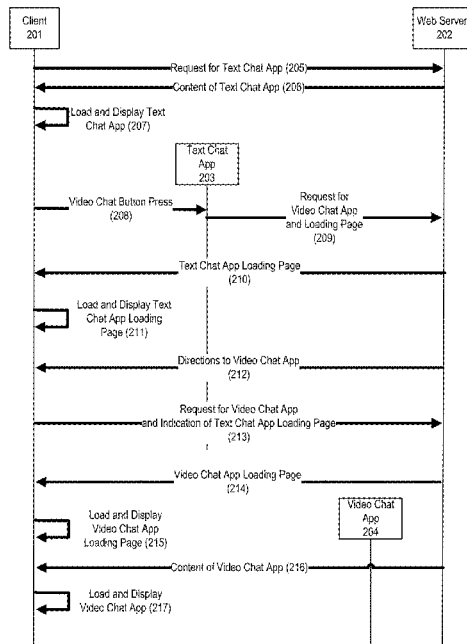 Client
201
Web Server
202
Request for Text Chat App (205)
Content of Text Chat App (206)
Load and Display Text
Chat App (207)
Text Chat
App
203
Video Chat Button Press
(208)
Request for
Video Chat App
and Loading Page
(209)
Text Chat App Loading Page
(210)
Load and Display Text
Chat App Loading
Page (211)
Directions to Video Chat App
(212)
Request for Video Chat App
and Indication of Text Chat App Loading Page
(213)
Video Chat App Loading Page
(214)
Load and Display
Video Chat App
Loading Page (215)
Video Chat
App
204
Content of Video Chat App (216)
Load and Display
Video Chat App (217)